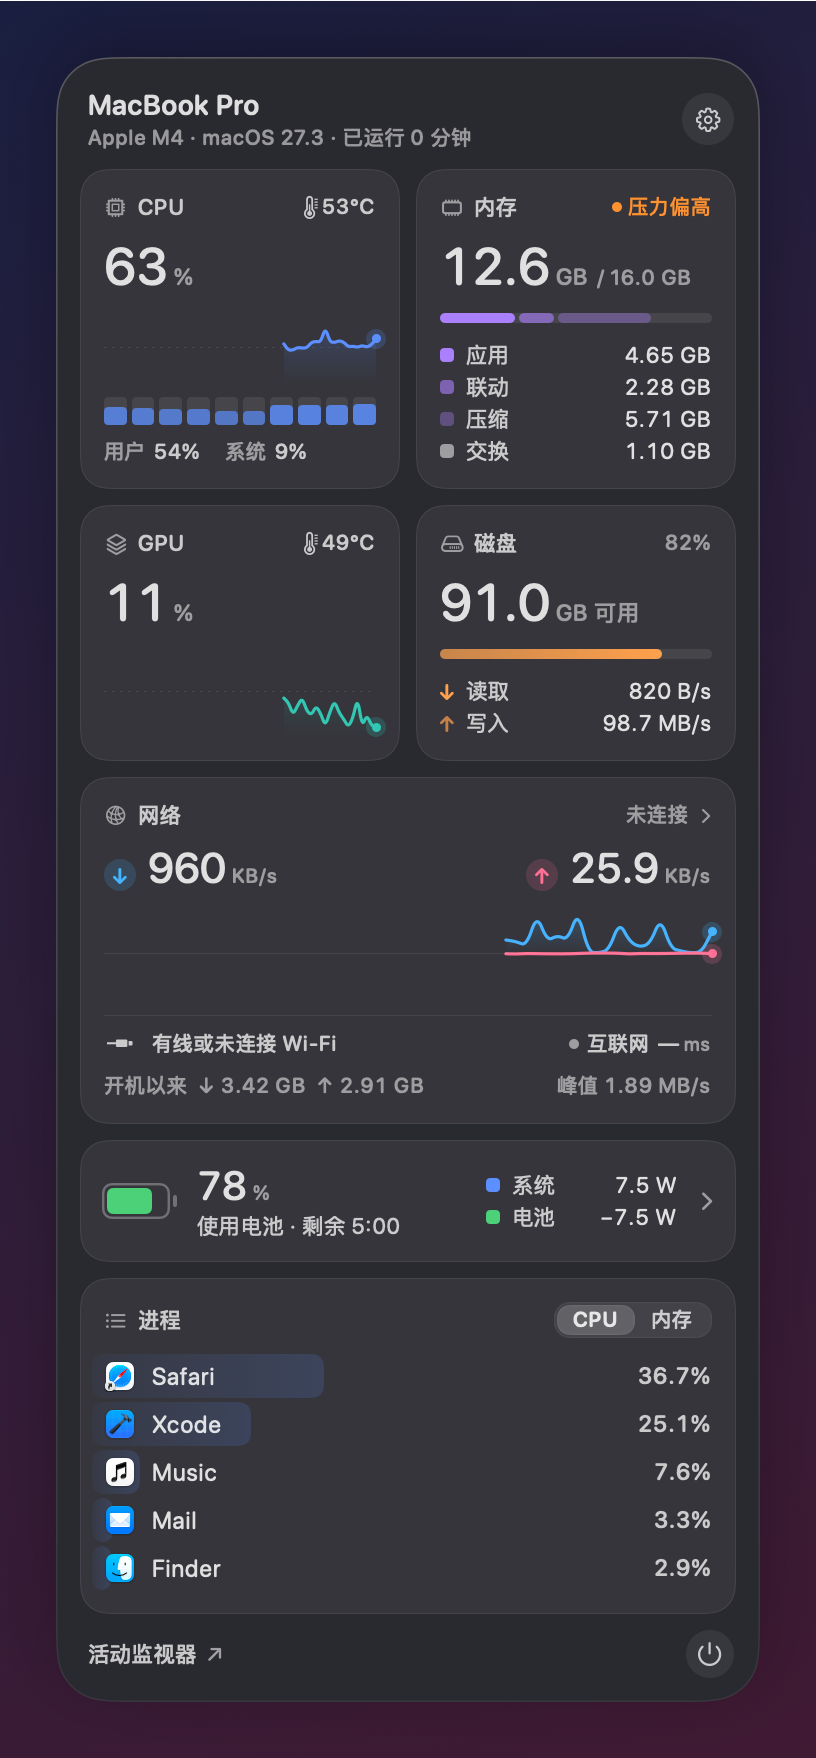 MacBook Pro
Apple M4 · macOS 27.3 · 已运行 0 分钟
CPU 53°C
63 %
用户 54% 系统 9%
内存 压力偏高
12.6 GB / 16.0 GB
应用 4.65 GB
联动 2.28 GB
压缩 5.71 GB
交换 1.10 GB
GPU 49°C
11 %
磁盘 82%
91.0 GB 可用
读取 820 B/s
写入 98.7 MB/s
网络 未连接
960 KB/s 25.9 KB/s
有线或未连接 Wi-Fi 互联网 — ms
开机以来 ↓ 3.42 GB ↑ 2.91 GB 峰值 1.89 MB/s
78 %
使用电池 · 剩余 5:00
系统 7.5 W
电池 −7.5 W
进程 CPU 内存
Safari 36.7%
Xcode 25.1%
Music 7.6%
Mail 3.3%
Finder 2.9%
活动监视器 ↗